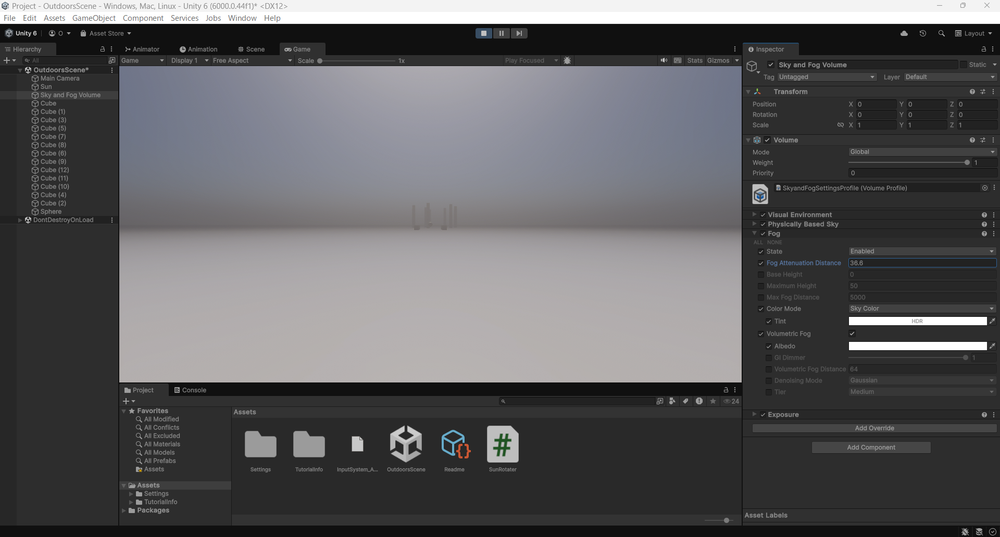 Project - OutdoorsScene - Windows, Mac, Linux - Unity 6 (6000.0.44f1)* <DX12>
File Edit Assets GameObject Component Services Jobs Window Help
Unity 6 O Asset Store Layout
Hierarchy
All
OutdoorsScene*
Main Camera
Sun
Sky and Fog Volume
Cube
Cube (1)
Cube (3)
Cube (5)
Cube (7)
Cube (8)
Cube (6)
Cube (9)
Cube (12)
Cube (11)
Cube (10)
Cube (4)
Cube (2)
Sphere
DontDestroyOnLoad
Animator Animation Scene Game
Game Display 1 Free Aspect Scale 1x Play Focused Stats Gizmos
Project Console
24
Favorites
All Modified
All Conflicts
All Excluded
All Materials
All Models
All Prefabs
Assets
Assets
Settings
TutorialInfo
Packages
Assets
Settings TutorialInfo InputSystem_A... OutdoorsScene Readme SunRotater
Inspector
Sky and Fog Volume Static
Tag Untagged Layer Default
Transform
Position X 0 Y 0 Z 0
Rotation X 0 Y 0 Z 0
Scale X 1 Y 1 Z 1
Volume
Mode Global
Weight 1
Priority 0
SkyandFogSettingsProfile (Volume Profile)
Visual Environment
Physically Based Sky
Fog
ALL NONE
State Enabled
Fog Attenuation Distance 36.6
Base Height 0
Maximum Height 50
Max Fog Distance 5000
Color Mode Sky Color
Tint HDR
Volumetric Fog
Albedo
GI Dimmer 1
Volumetric Fog Distance 64
Denoising Mode Gaussian
Tier Medium
Exposure
Add Override
Add Component
Asset Labels